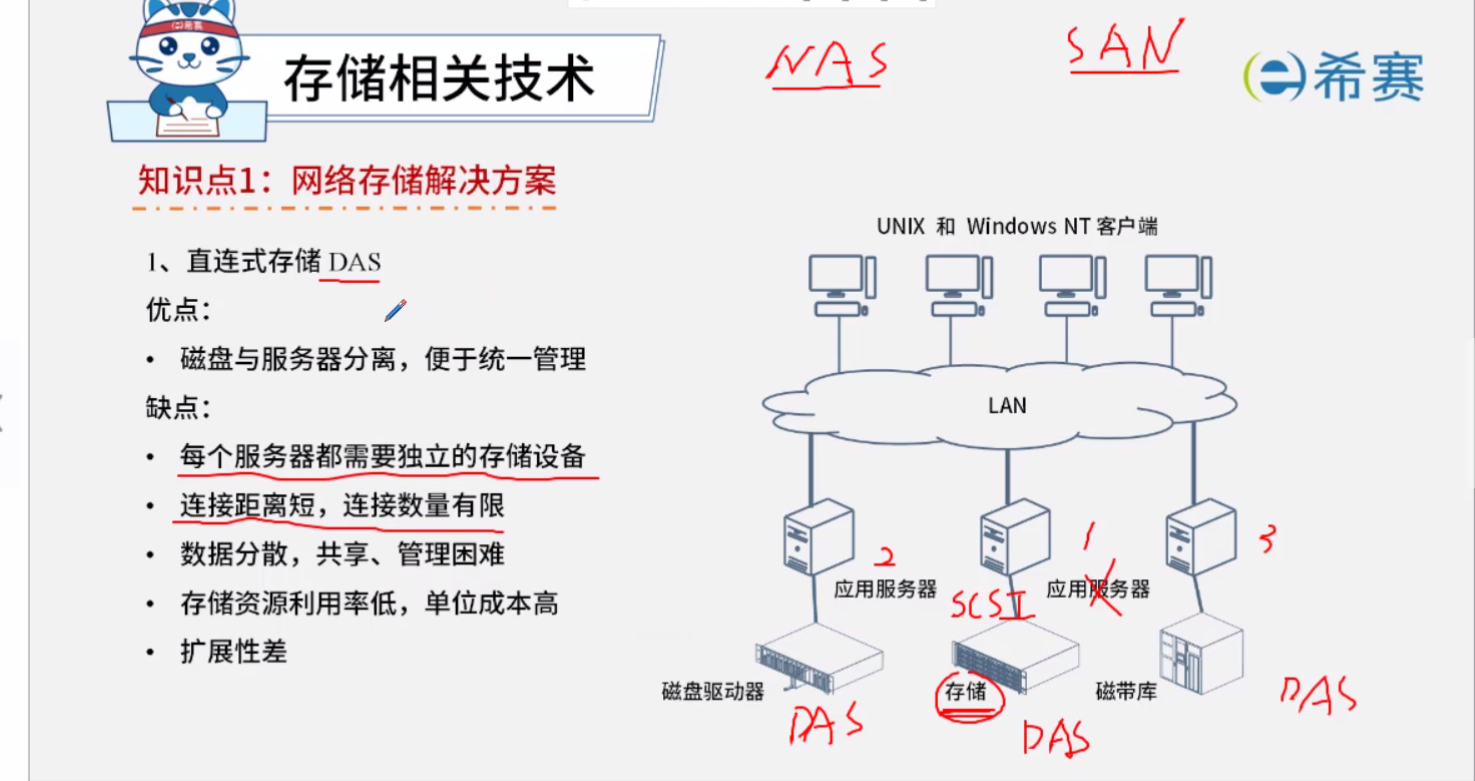 希赛
存储相关技术
NAS
SAN
希赛
知识点1：网络存储解决方案
1、直连式存储 DAS
优点：
• 磁盘与服务器分离，便于统一管理
缺点：
• 每个服务器都需要独立的存储设备
• 连接距离短，连接数量有限
• 数据分散，共享、管理困难
• 存储资源利用率低，单位成本高
• 扩展性差
UNIX 和 Windows NT 客户端
LAN
2
1
3
应用服务器
SCSI
应用服务器
磁盘驱动器
存储
磁带库
DAS
DAS
DAS